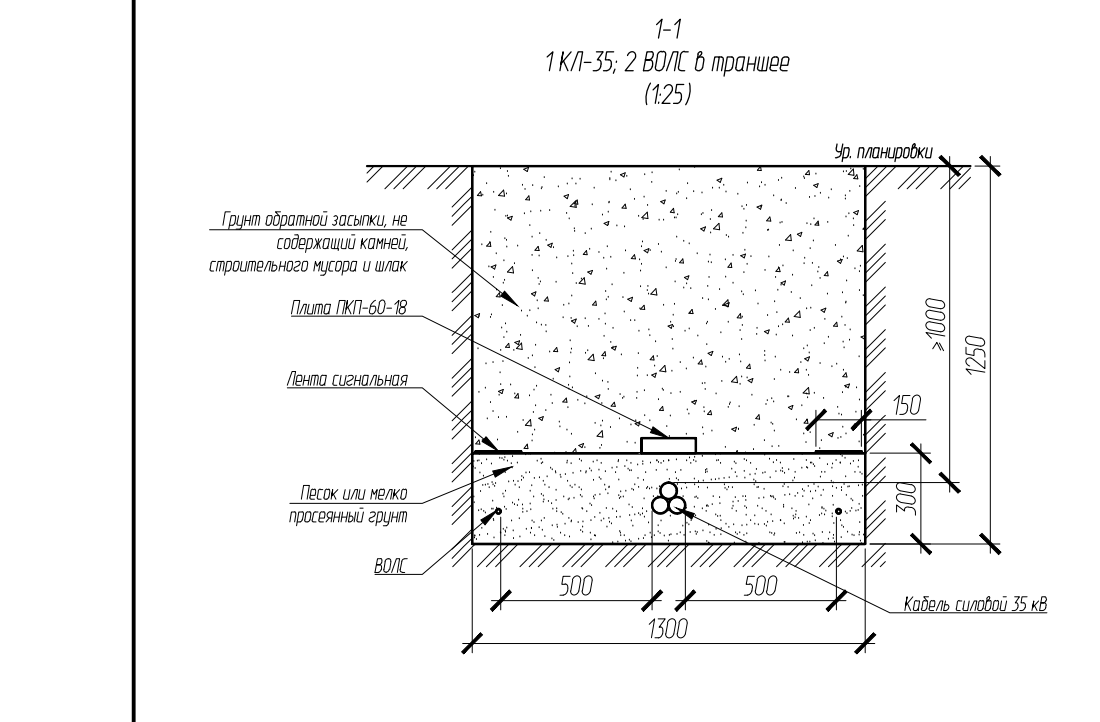 1-1
1 КЛ-35; 2 ВОЛС в траншее
(1:25)
Ур. планировки
Грунт обратной засыпки, не
содержащий камней,
строительного мусора и шлак
Плита ПКП-60-18
Лента сигнальная
Песок или мелко
просеянный грунт
ВОЛС
≥1000
1250
150
300
500
500
Кабель силовой 35 кВ
1300